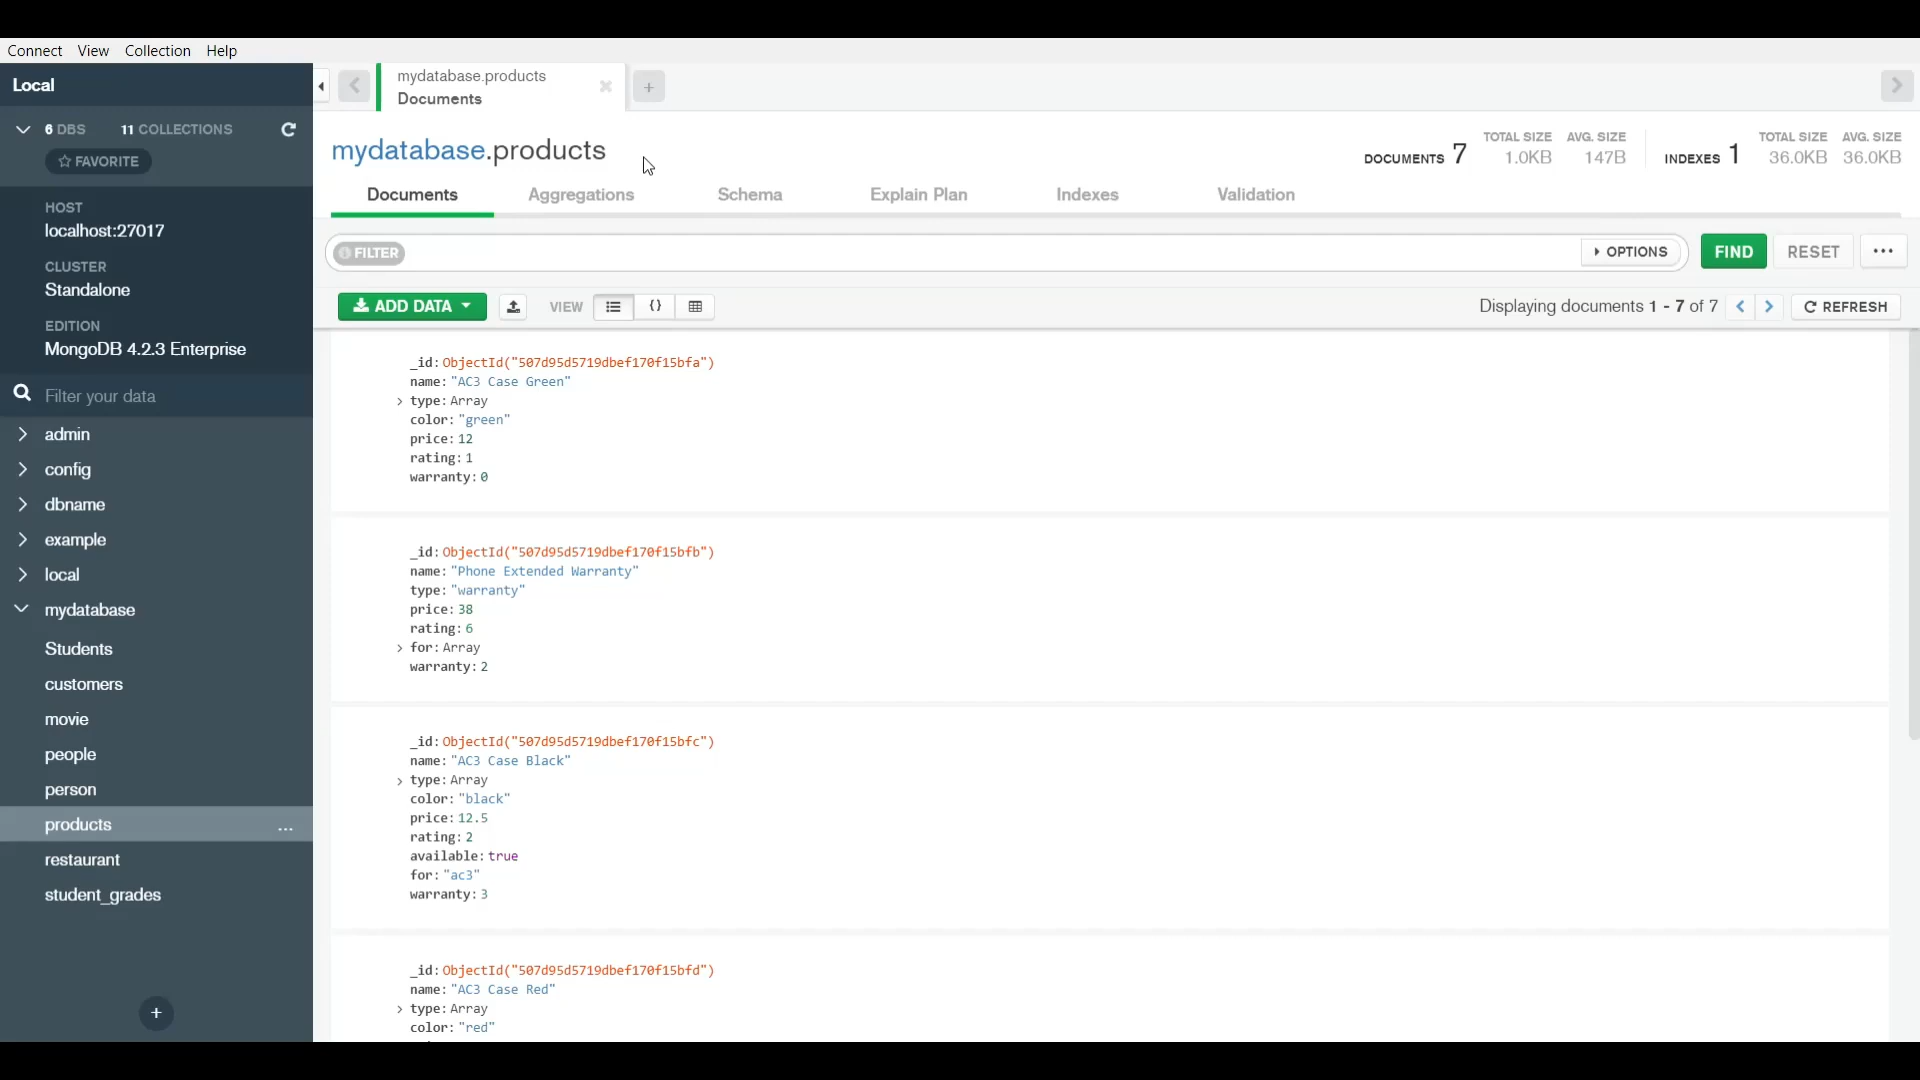 Connect View Collection Help
Local
mydatabase.products
Documents
6 DBS 11 COLLECTIONS
FAVORITE
HOST
localhost:27017
CLUSTER
Standalone
EDITION
MongoDB 4.2.3 Enterprise
Filter your data
admin
config
dbname
example
local
mydatabase
Students
customers
movie
people
person
products ...
restaurant
student_grades
+
mydatabase.products
DOCUMENTS 7 TOTAL SIZE 1.0KB AVG. SIZE 147B INDEXES 1 TOTAL SIZE 36.0KB AVG. SIZE 36.0KB
Documents Aggregations Schema Explain Plan Indexes Validation
FILTER OPTIONS FIND RESET ...
ADD DATA VIEW {} Displaying documents 1 - 7 of 7 REFRESH
_id: ObjectId("507d95d5719dbef170f15bfa")
name: "AC3 Case Green"
> type: Array
color: "green"
price: 12
rating: 1
warranty: 0
_id: ObjectId("507d95d5719dbef170f15bfb")
name: "Phone Extended Warranty"
type: "warranty"
price: 38
rating: 6
> for: Array
warranty: 2
_id: ObjectId("507d95d5719dbef170f15bfc")
name: "AC3 Case Black"
> type: Array
color: "black"
price: 12.5
rating: 2
available: true
for: "ac3"
warranty: 3
_id: ObjectId("507d95d5719dbef170f15bfd")
name: "AC3 Case Red"
> type: Array
color: "red"